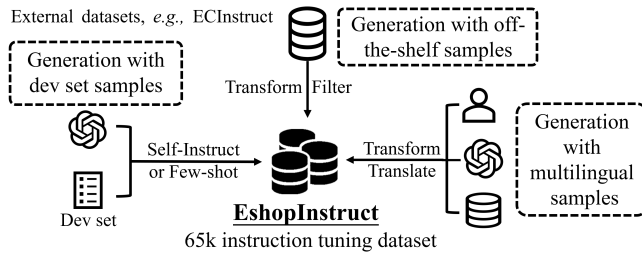 External datasets, e.g., ECInstruct
Generation with off-
the-shelf samples
Generation with
dev set samples
Transform Filter
Generation
with
multilingual
samples
Self-Instruct
or Few-shot
Transform
Translate
Dev set
EshopInstruct
65k instruction tuning dataset